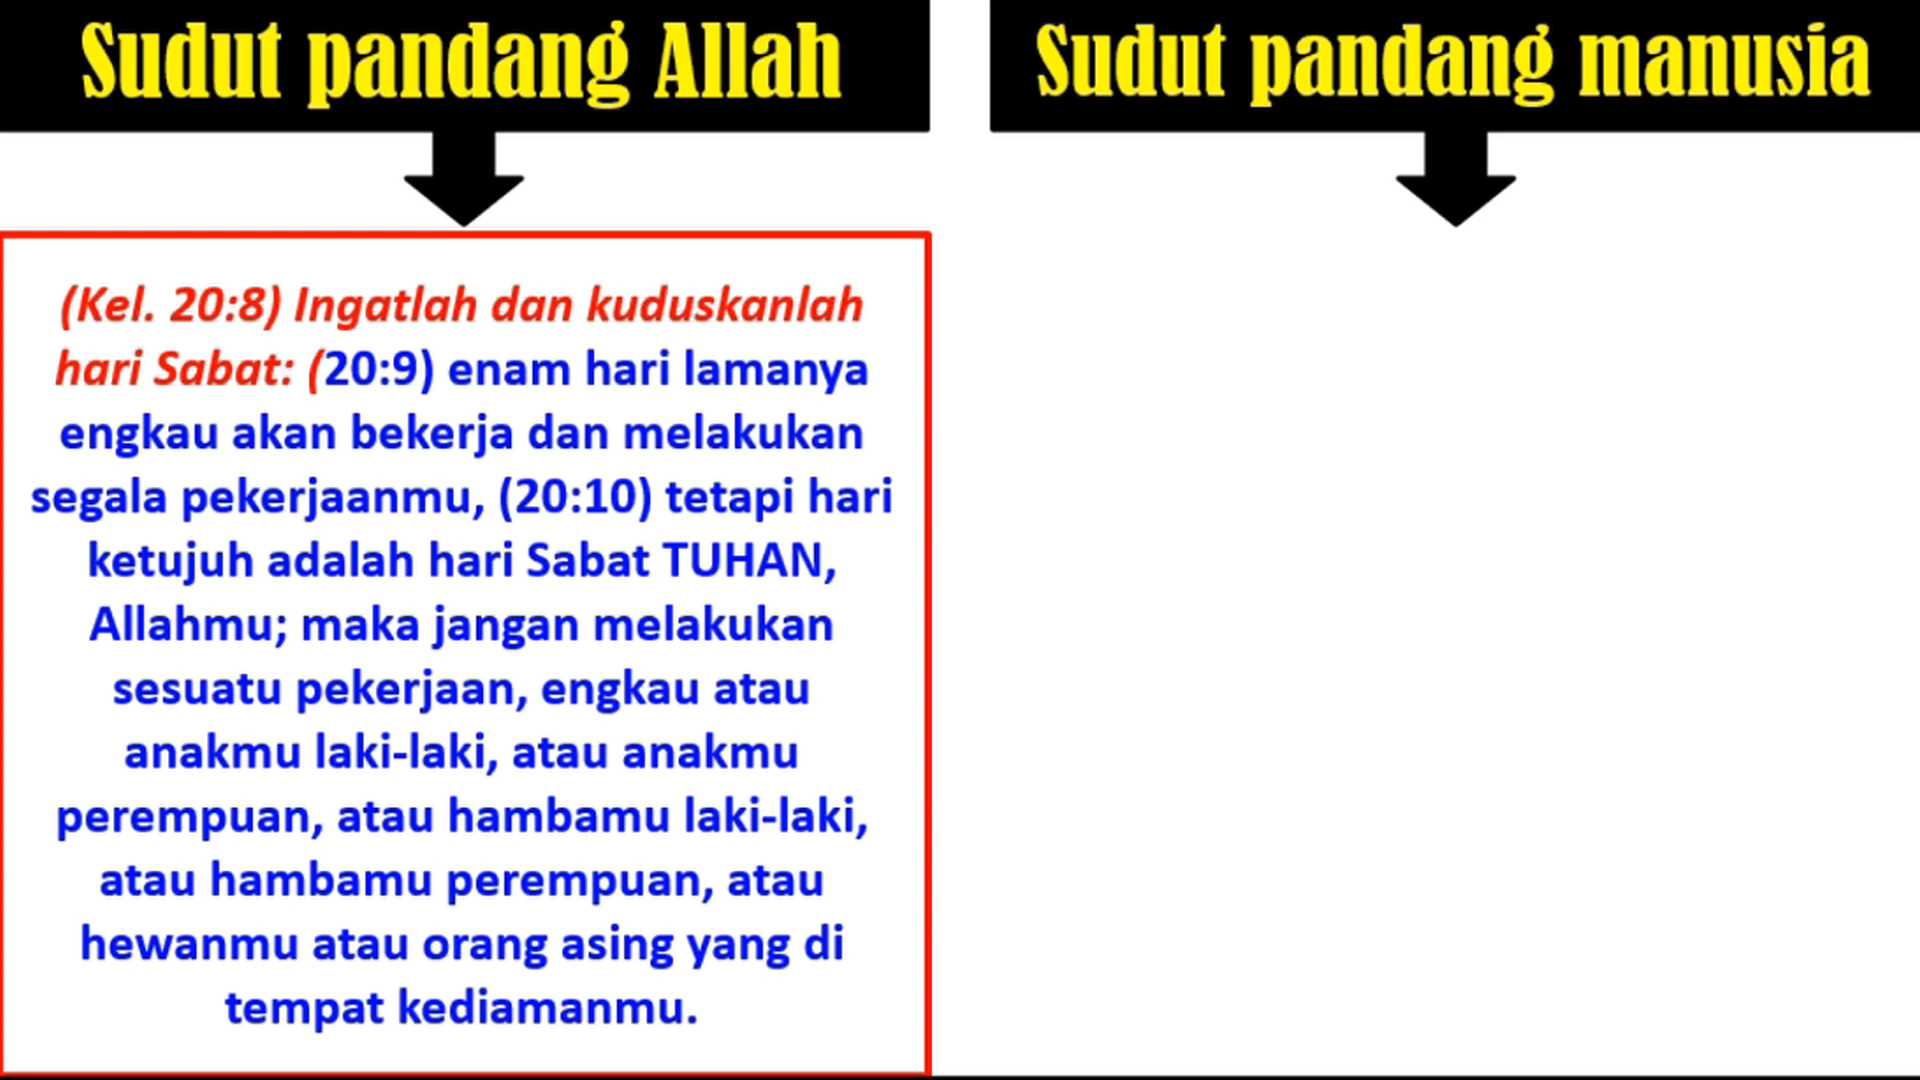 Sudut pandang Allah
Sudut pandang manusia
(Kel. 20:8) Ingatlah dan kuduskanlah
hari Sabat: (20:9) enam hari lamanya
engkau akan bekerja dan melakukan
segala pekerjaanmu, (20:10) tetapi hari
ketujuh adalah hari Sabat TUHAN,
Allahmu; maka jangan melakukan
sesuatu pekerjaan, engkau atau
anakmu laki-laki, atau anakmu
perempuan, atau hambamu laki-laki,
atau hambamu perempuan, atau
hewanmu atau orang asing yang di
tempat kediamanmu.